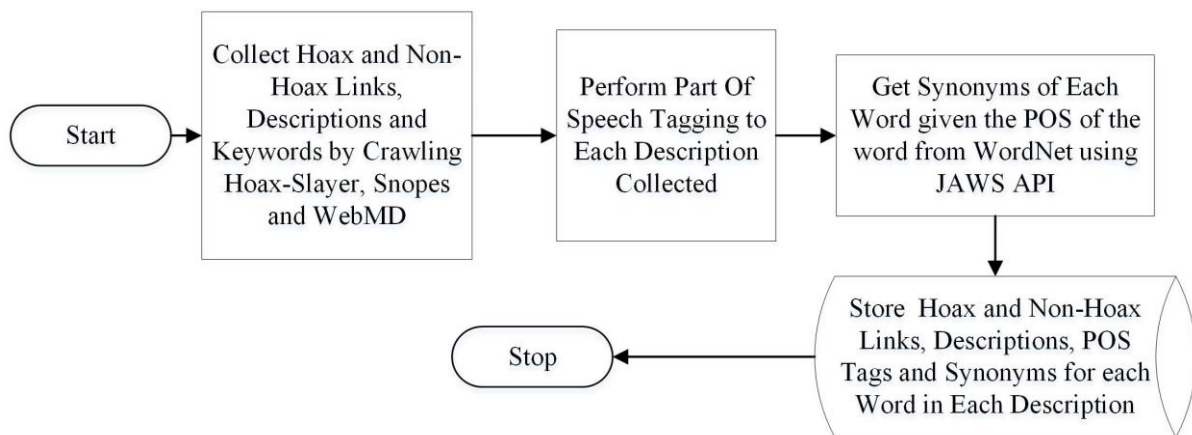 Start
Collect Hoax and Non-
Hoax Links,
Descriptions and
Keywords by Crawling
Hoax-Slayer, Snopes
and WebMD
Perform Part Of
Speech Tagging to
Each Description
Collected
Get Synonyms of Each
Word given the POS of the
word from WordNet using
JAWS API
Store Hoax and Non-Hoax
Links, Descriptions, POS
Tags and Synonyms for each
Word in Each Description
Stop